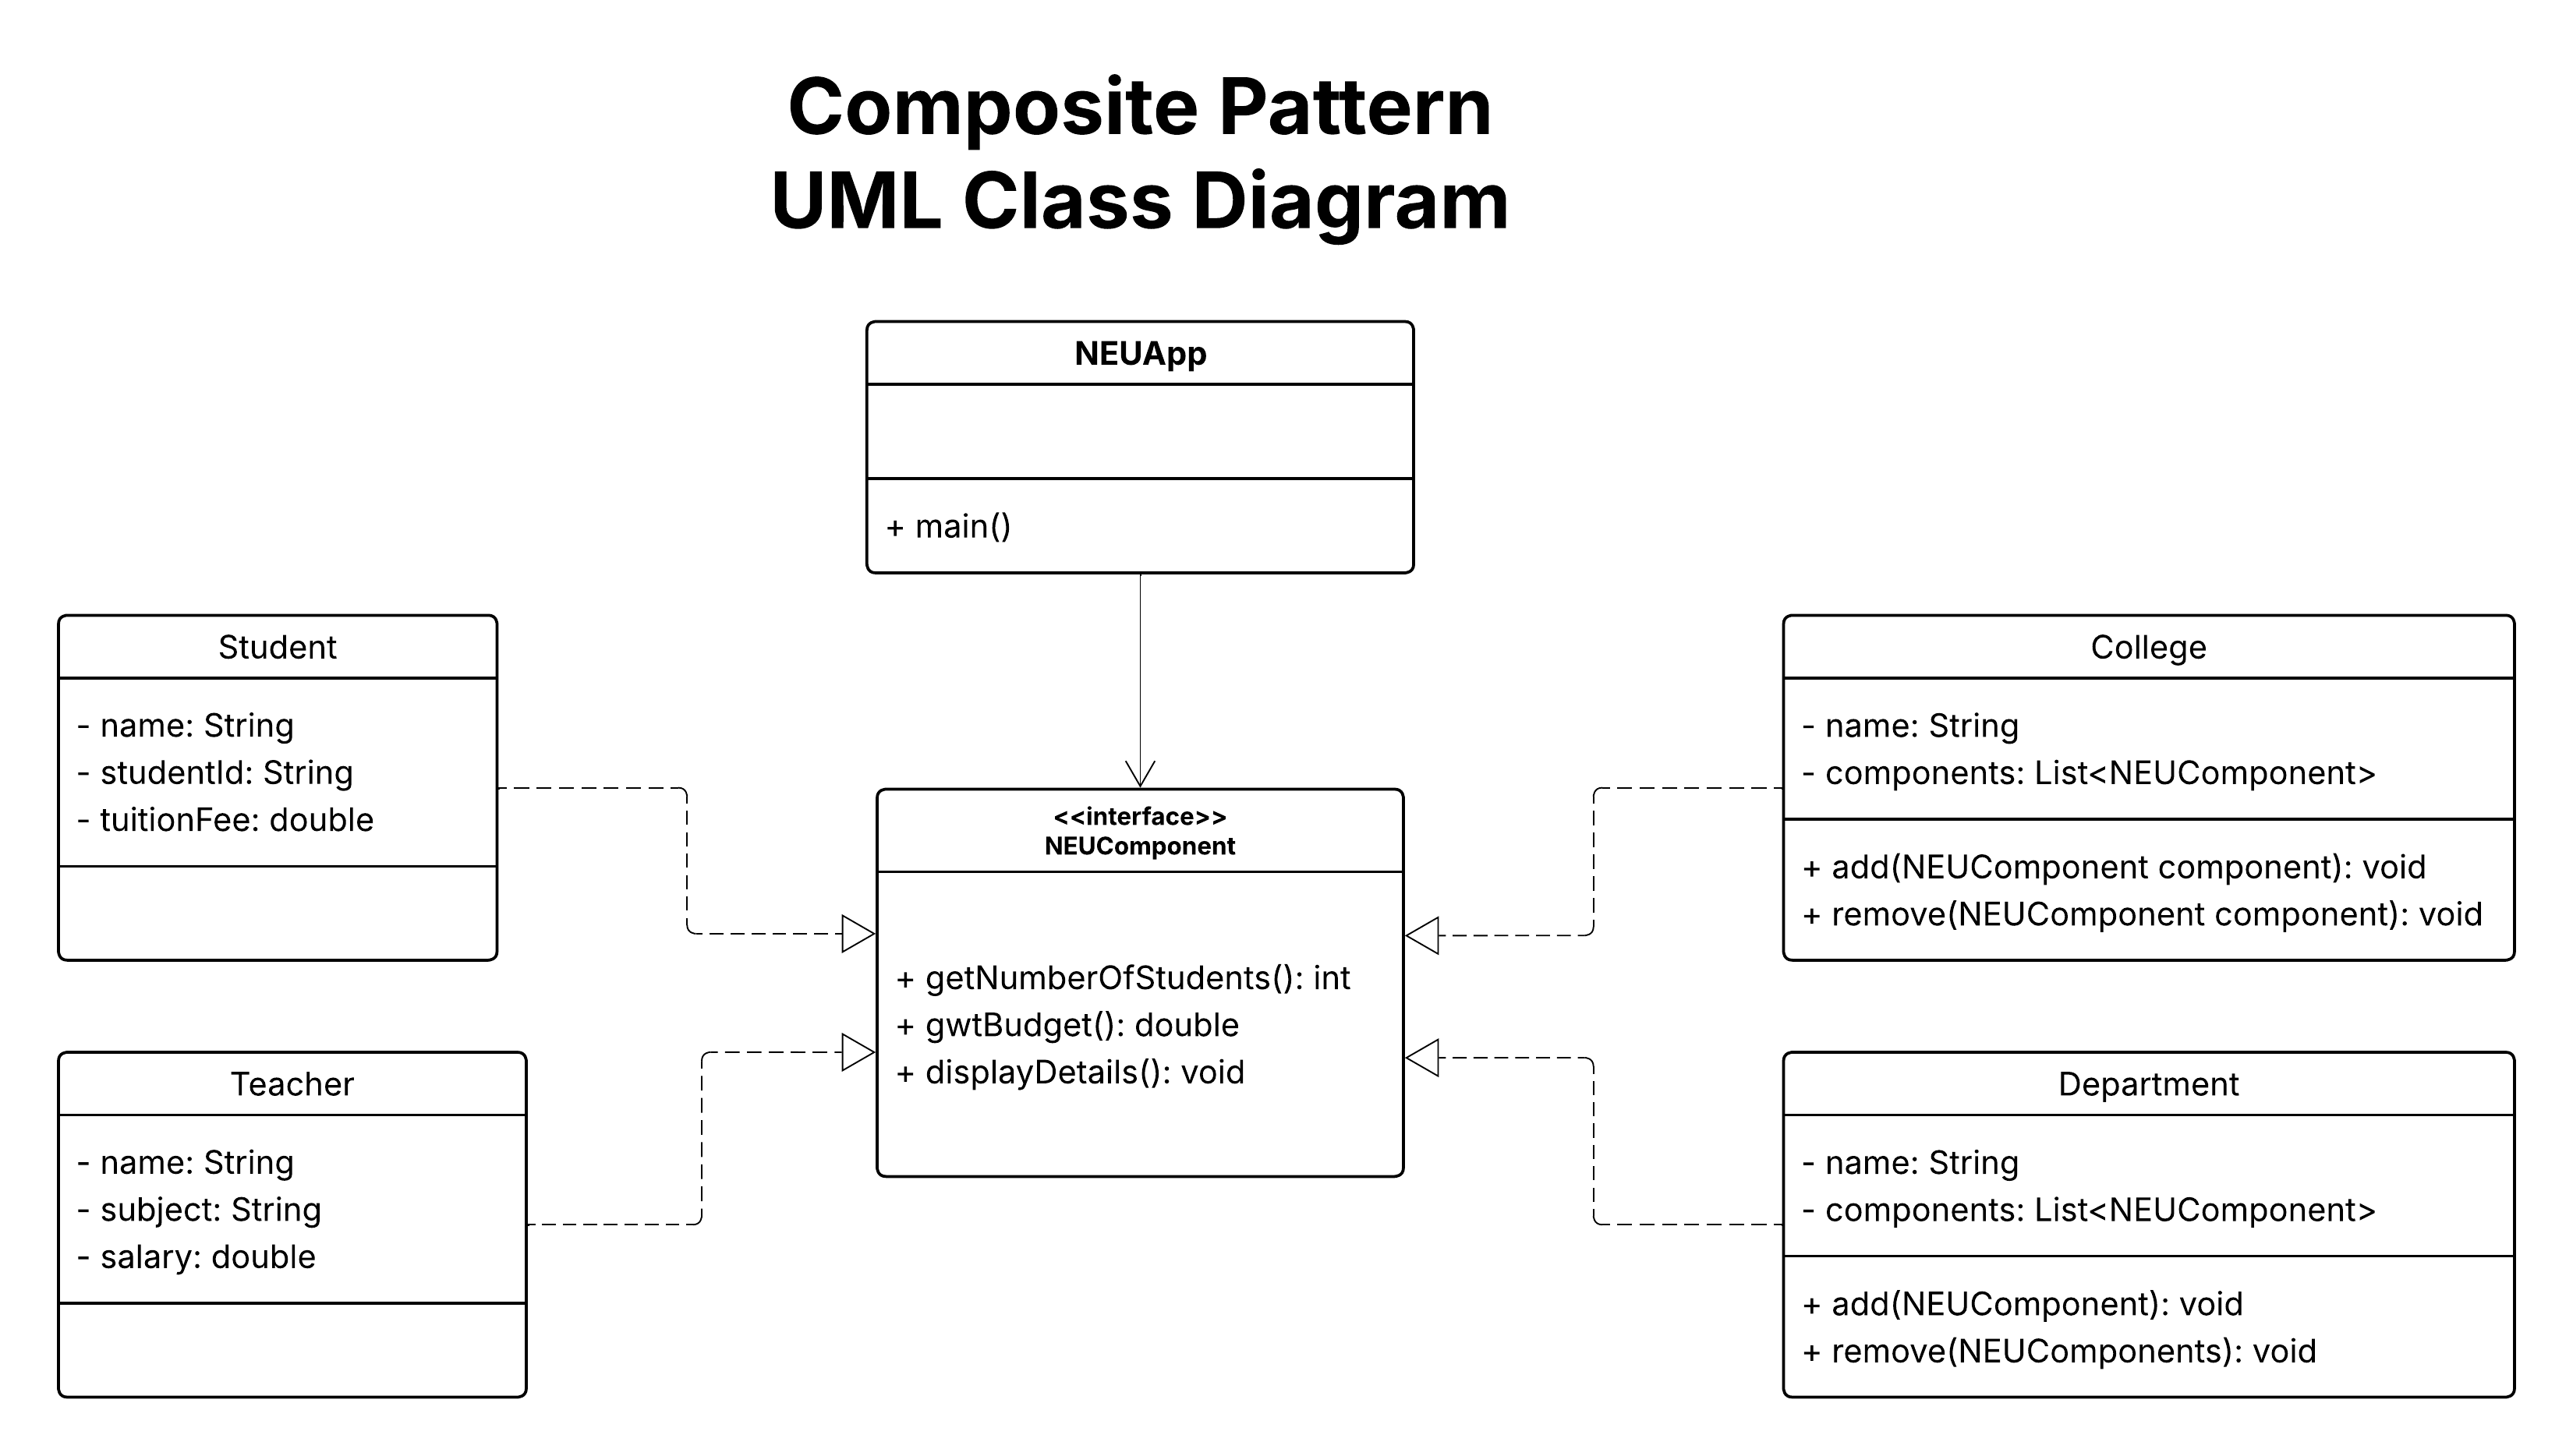 Composite Pattern
UML Class Diagram
NEUApp
+ main()
Student
- name: String
- studentId: String
- tuitionFee: double
College
- name: String
- components: List<NEUComponent>
+ add(NEUComponent component): void
+ remove(NEUComponent component): void
<<interface>>
NEUComponent
+ getNumberOfStudents(): int
+ gwtBudget(): double
+ displayDetails(): void
Teacher
- name: String
- subject: String
- salary: double
Department
- name: String
- components: List<NEUComponent>
+ add(NEUComponent): void
+ remove(NEUComponents): void